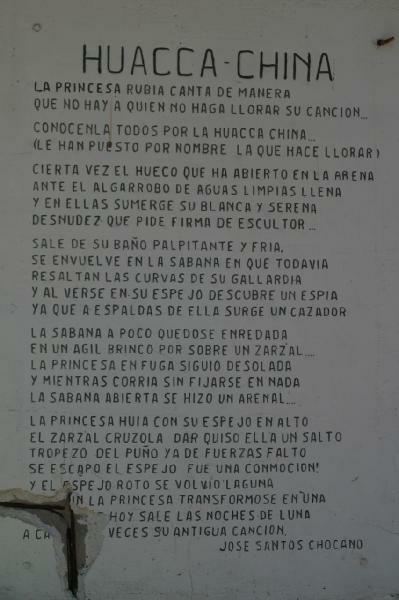 HUACCA-CHINA
LA PRINCESA RUBIA CANTA DE MANERA
QUE NO HAY A QUIEN NO HAGA LLORAR SU CANCION...
CONOCENLA TODOS POR LA HUACCA CHINA...
(LE HAN PUESTO POR NOMBRE LA QUE HACE LLORAR)
CIERTA VEZ EL HUECO QUE HA ABIERTO EN LA ARENA
ANTE EL ALGARROBO DE AGUAS LIMPIAS LLENA
Y EN ELLAS SUMERGE SU BLANCA Y SERENA
DESNUDEZ QUE PIDE FIRMA DE ESCULTOR...
SALE DE SU BAÑO PALPITANTE Y FRIA,
SE ENVUELVE EN LA SABANA EN QUE TODAVIA
RESALTAN LAS CURVAS DE SU GALLARDIA
Y AL VERSE EN SU ESPEJO DESCUBRE UN ESPIA
YA QUE A ESPALDAS DE ELLA SURGE UN CAZADOR
LA SABANA A POCO QUEDOSE ENREDADA
EN UN AGIL BRINCO POR SOBRE UN ZARZAL....
LA PRINCESA EN FUGA SIGUIO DESOLADA
Y MIENTRAS CORRIA SIN FIJARSE EN NADA
LA SABANA ABIERTA SE HIZO UN ARENAL....
LA PRINCESA HUIA CON SU ESPEJO EN ALTO
EL ZARZAL CRUZOLA DAR QUISO ELLA UN SALTO
TROPEZO DEL PUÑO YA DE FUERZAS FALTO
SE ESCAPO EL ESPEJO FUE UNA CONMOCION!
Y EL ESPEJO ROTO SE VOLVIO LAGUNA
LA PRINCESA TRANSFORMOSE EN UNA
HOY SALE LAS NOCHES DE LUNA
A VECES SU ANTIGUA CANCION,
JOSE SANTOS CHOCANO